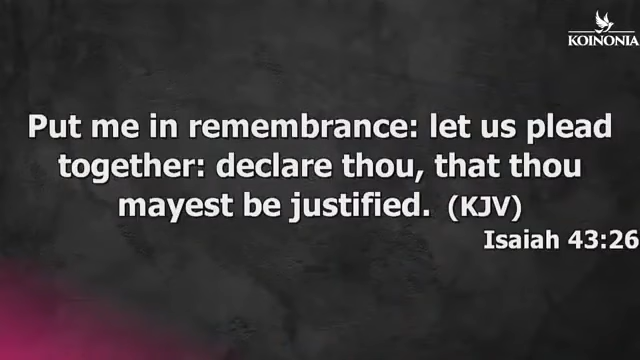 KOINONIA
Put me in remembrance: let us plead
together: declare thou, that thou
mayest be justified. (KJV)
Isaiah 43:26